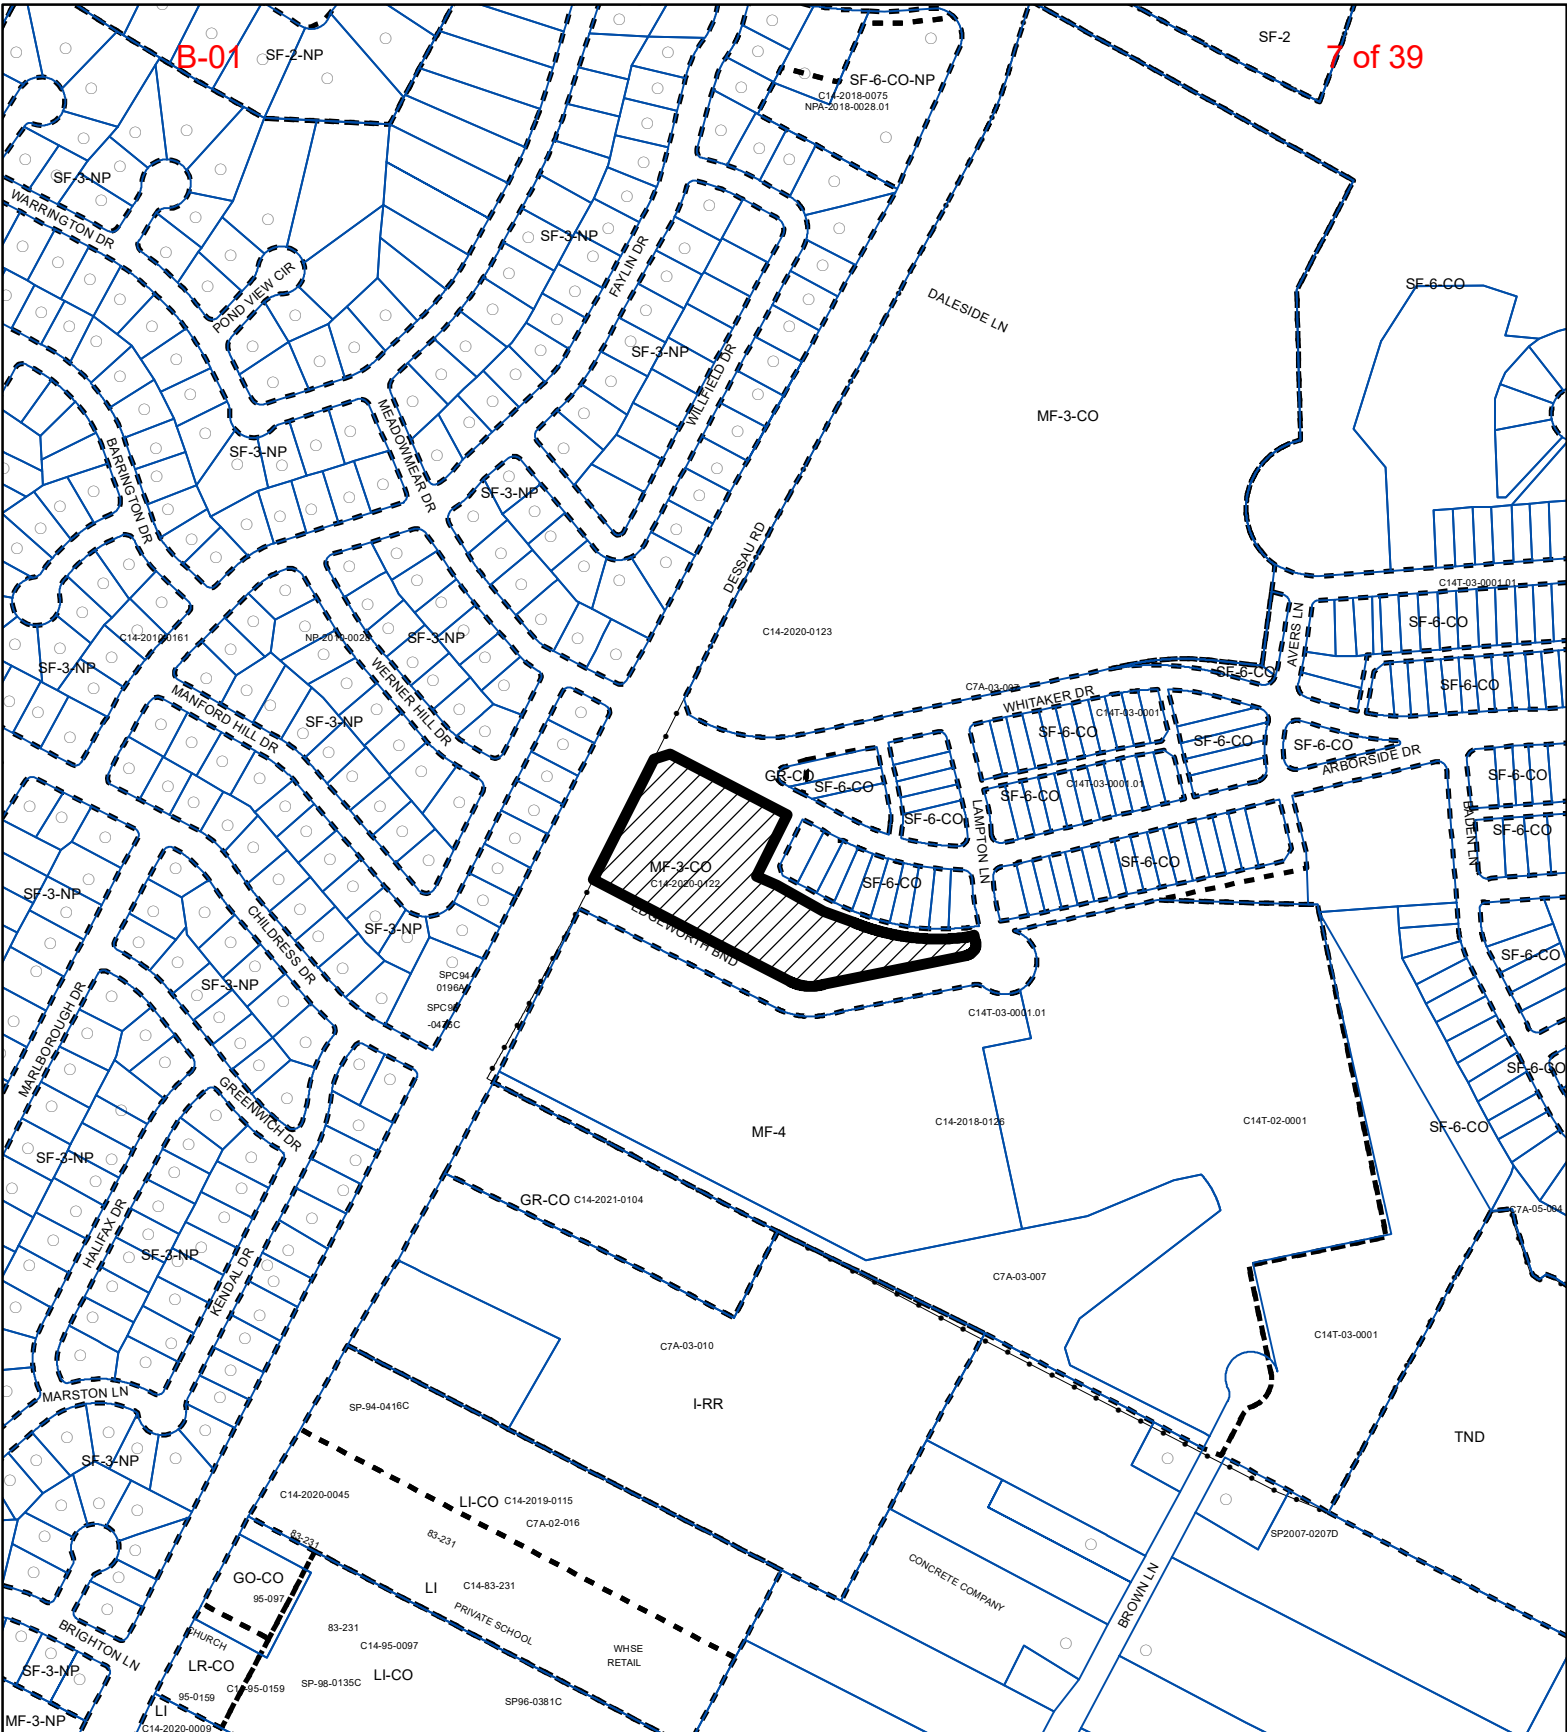 B-01
SF-2-NP
SF-2
7 of 39
SF-6-CO-NP
C14-2018-0075
NPA-2018-0028.01
SF-3-NP
WARRINGTON DR
SF-3-NP
FAYLIN DR
POND VIEW CIR
SF-6-CO
DALESIDE LN
SF-3-NP
WILLFIELD DR
MF-3-CO
MEADOWMEAR DR
BARRINGTON DR
SF-3-NP
SF-3-NP
DESSAU RD
C14T-03-0001.01
C14-2010-0161
NP-2010-0028
SF-3-NP
C14-2020-0123
AVERS LN
SF-6-CO
SF-3-NP
WERNER HILL DR
SF-6-CO
SF-6-CO
MANFORD HILL DR
SF-3-NP
C7A-03-007
WHITAKER DR
C14T-03-0001
SF-6-CO
SF-6-CO
SF-6-CO
ARBORSIDE DR
GR-CO
SF-6-CO
C14T-03-0001.01
SF-6-CO
SF-6-CO
SF-6-CO
LAMPTON LN
BADEN LN
SF-6-CO
MF-3-CO
C14-2020-0122
SF-6-CO
SF-6-CO
SF-3-NP
CHILDRESS DR
SF-3-NP
EDGEWORTH BND
SF-6-CO
SPC94-
0196A
SF-3-NP
-0476C
C14T-03-0001.01
MARLBOROUGH DR
SF-6-CO
GREENWICH DR
MF-4
C14-2018-0126
C14T-02-0001
SF-6-CO
SF-3-NP
GR-CO
C14-2021-0104
C7A-05-004
HALIFAX DR
SF-3-NP
KENDAL DR
C7A-03-007
C14T-03-0001
C7A-03-010
MARSTON LN
SP-94-0416C
I-RR
TND
SF-3-NP
C14-2020-0045
LI-CO
C14-2019-0115
C7A-02-016
83-231
83-231
SP2007-0207D
GO-CO
95-097
LI
C14-83-231
CONCRETE COMPANY
BROWN LN
PRIVATE SCHOOL
BRIGHTON LN
CHURCH
83-231
C14-95-0097
WHSE
RETAIL
SF-3-NP
LR-CO
C14-95-0159
SP-98-0135C
LI-CO
95-0159
SP96-0381C
LI
MF-3-NP
C14-2020-0009